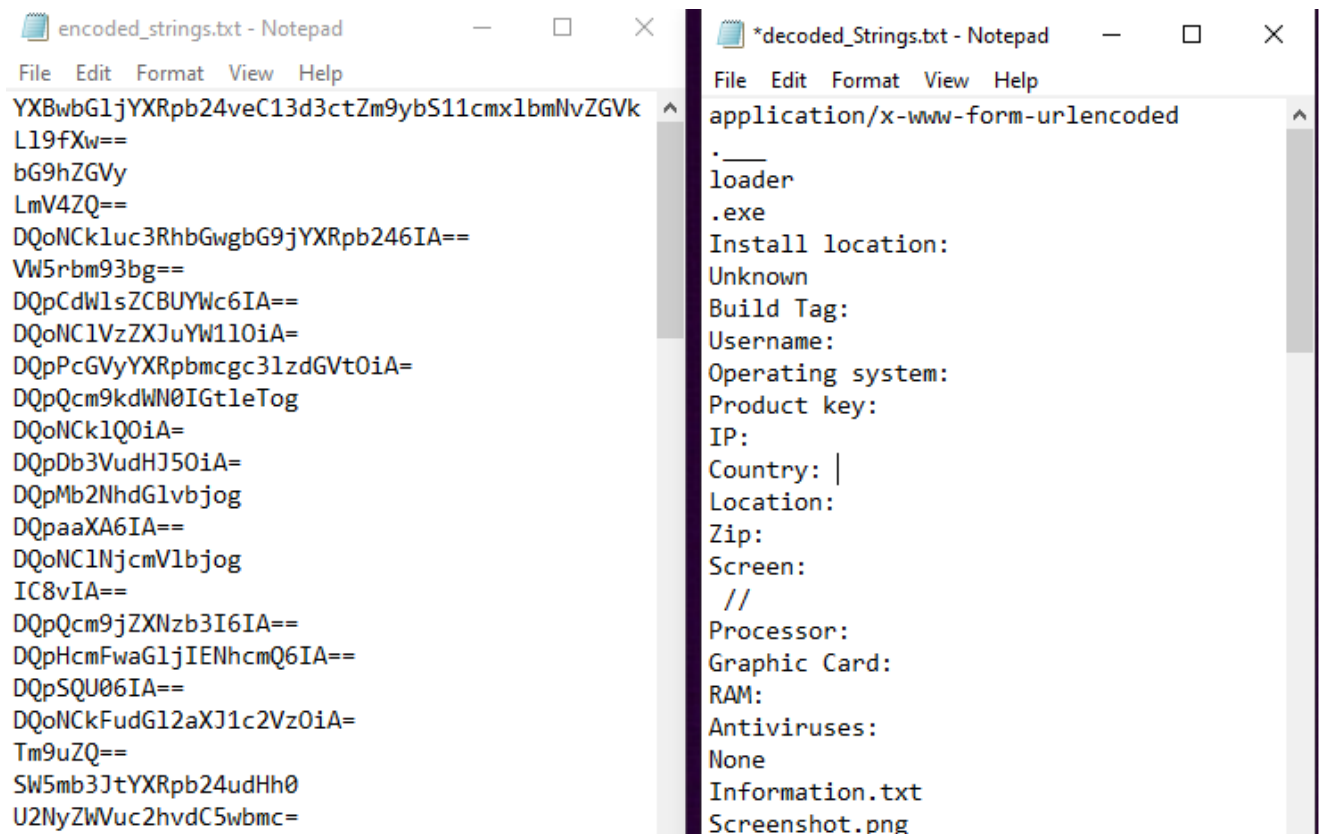 encoded_strings.txt - Notepad
File Edit Format View Help
YXBwbGljYXRpb24veC13d3ctZm9ybS11cmxlbmNvZGVk
Ll9fXw==
bG9hZGVy
LmV4ZQ==
DQoNCkluc3RhbGwgbG9jYXRpb246IA==
VW5rbm93bg==
DQpCdWlsZCBUYWc6IA==
DQoNClVzZXJuYW1lOiA=
DQpPcGVyYXRpbmcgc3lzdGVtOiA=
DQpQcm9kdWN0IGtleTog
DQoNCklQOiA=
DQpDb3VudHJ5OiA=
DQpMb2NhdGlvbjog
DQpaaXA6IA==
DQoNClNjcmVlbjog
IC8vIA==
DQpQcm9jZXNzb3I6IA==
DQpHcmFwaGljIENhcmQ6IA==
DQpSQU06IA==
DQoNCkFudGl2aXJ1c2VzOiA=
Tm9uZQ==
SW5mb3JtYXRpb24udHh0
U2NyZWVuc2hvdC5wbmc=
*decoded_Strings.txt - Notepad
File Edit Format View Help
application/x-www-form-urlencoded
.___
loader
.exe
Install location:
Unknown
Build Tag:
Username:
Operating system:
Product key:
IP:
Country:
Location:
Zip:
Screen:
//
Processor:
Graphic Card:
RAM:
Antiviruses:
None
Information.txt
Screenshot.png